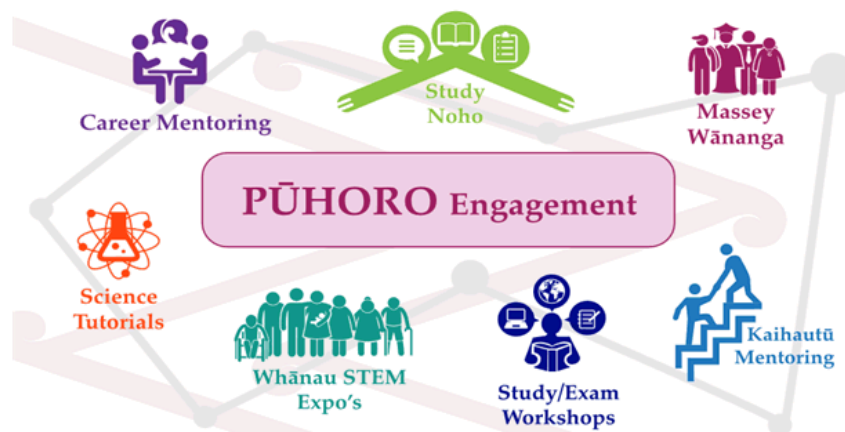 Career Mentoring
Study
Noho
Massey
Wānanga
PŪHORO Engagement
Science
Tutorials
Whānau STEM
Expo's
Study/Exam
Workshops
Kaihautū
Mentoring